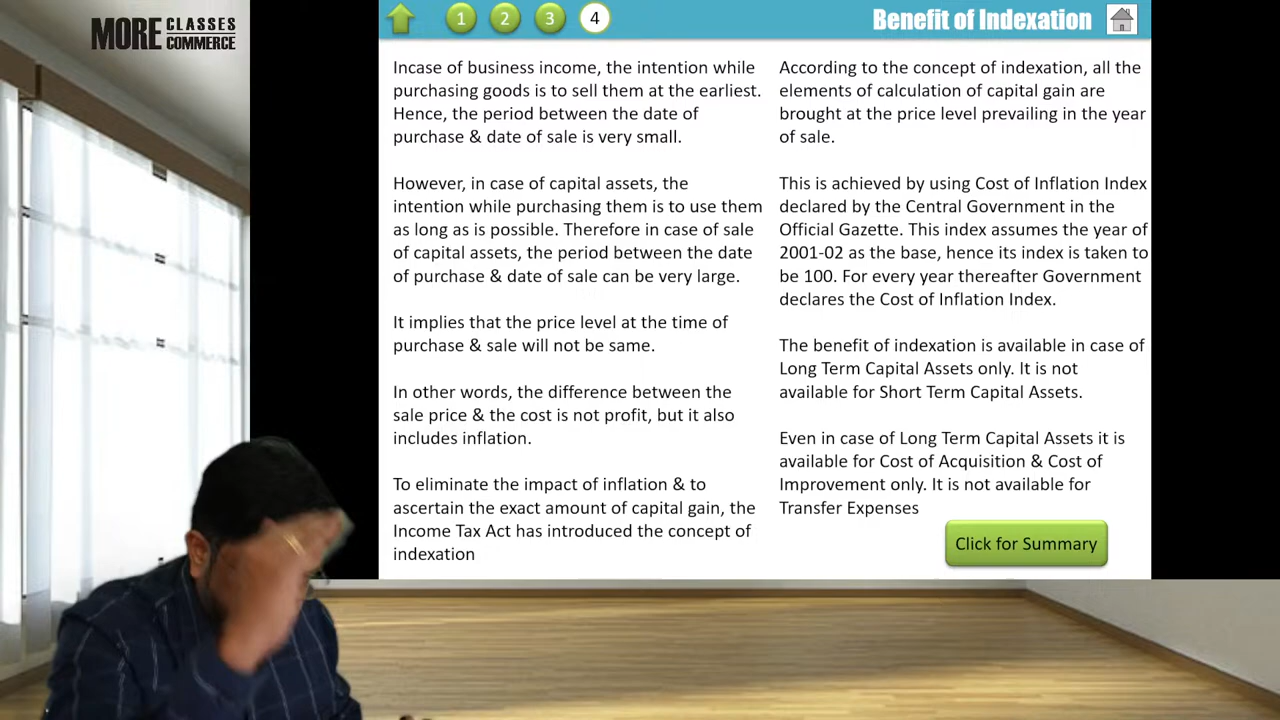 MORE CLASSES COMMERCE
1 2 3 4
Benefit of Indexation
Incase of business income, the intention while
purchasing goods is to sell them at the earliest.
Hence, the period between the date of
purchase & date of sale is very small.
However, in case of capital assets, the
intention while purchasing them is to use them
as long as is possible. Therefore in case of sale
of capital assets, the period between the date
of purchase & date of sale can be very large.
It implies that the price level at the time of
purchase & sale will not be same.
In other words, the difference between the
sale price & the cost is not profit, but it also
includes inflation.
To eliminate the impact of inflation & to
ascertain the exact amount of capital gain, the
Income Tax Act has introduced the concept of
indexation
According to the concept of indexation, all the
elements of calculation of capital gain are
brought at the price level prevailing in the year
of sale.
This is achieved by using Cost of Inflation Index
declared by the Central Government in the
Official Gazette. This index assumes the year of
2001-02 as the base, hence its index is taken to
be 100. For every year thereafter Government
declares the Cost of Inflation Index.
The benefit of indexation is available in case of
Long Term Capital Assets only. It is not
available for Short Term Capital Assets.
Even in case of Long Term Capital Assets it is
available for Cost of Acquisition & Cost of
Improvement only. It is not available for
Transfer Expenses
Click for Summary